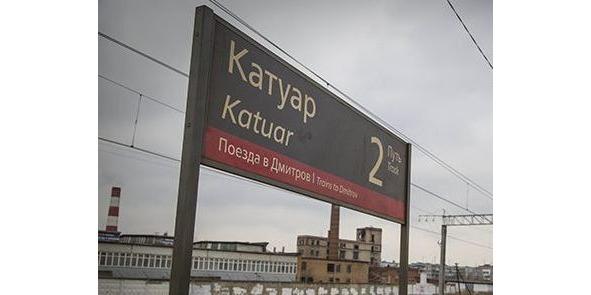 Катуар
Katuar
2 Путь
Track
Поезда в Дмитров | Trains to Dmitrov